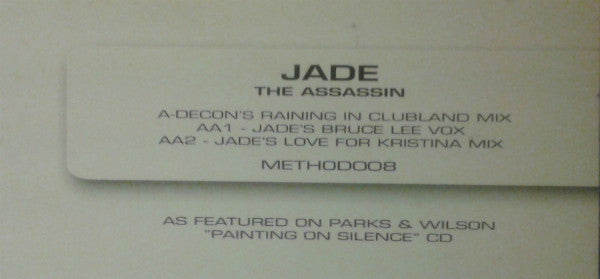 JADE
THE ASSASSIN
A-DECON'S RAINING IN CLUBLAND MIX
AA1 - JADE'S BRUCE LEE VOX
AA2 - JADE'S LOVE FOR KRISTINA MIX
METHOD008
AS FEATURED ON PARKS & WILSON
"PAINTING ON SILENCE" CD